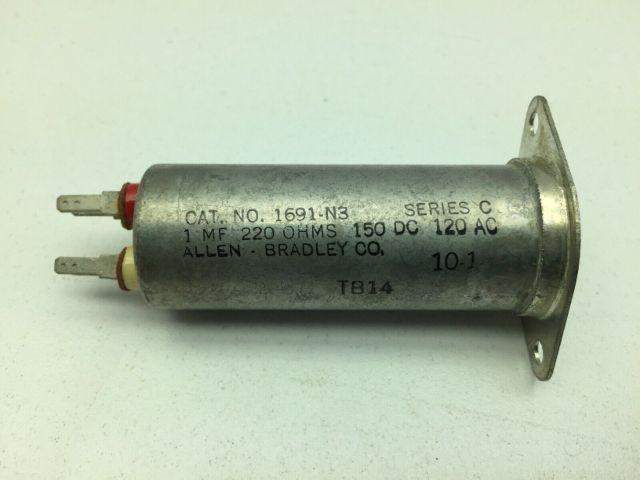 CAT. NO. 1691-N3 SERIES C
1 MF 220 OHMS 150 DC 120 AC
ALLEN - BRADLEY CO. 10-1
TB14